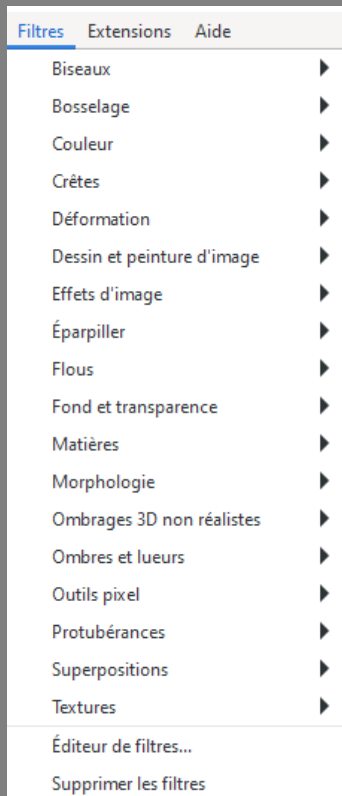 Filtres Extensions Aide
Biseaux
Bosselage
Couleur
Crêtes
Déformation
Dessin et peinture d'image
Effets d'image
Éparpiller
Flous
Fond et transparence
Matières
Morphologie
Ombrages 3D non réalistes
Ombres et lueurs
Outils pixel
Protubérances
Superpositions
Textures
Éditeur de filtres...
Supprimer les filtres